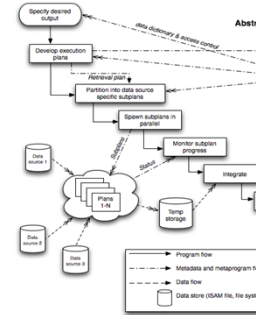 Specify desired
output
Abstr
data dictionary & access control
Develop execution
plans
Retrieval plan
Partition into data source
specific subplans
Spawn subplans in
parallel
Data
source 1
Subplans
Status
Monitor subplan
progress
Integrate
Plans
1-N
Temp
storage
Data
source 2
Data
source 3
Program flow
Metadata and metaprogram fl
Data flow
Data store (ISAM file, file syste